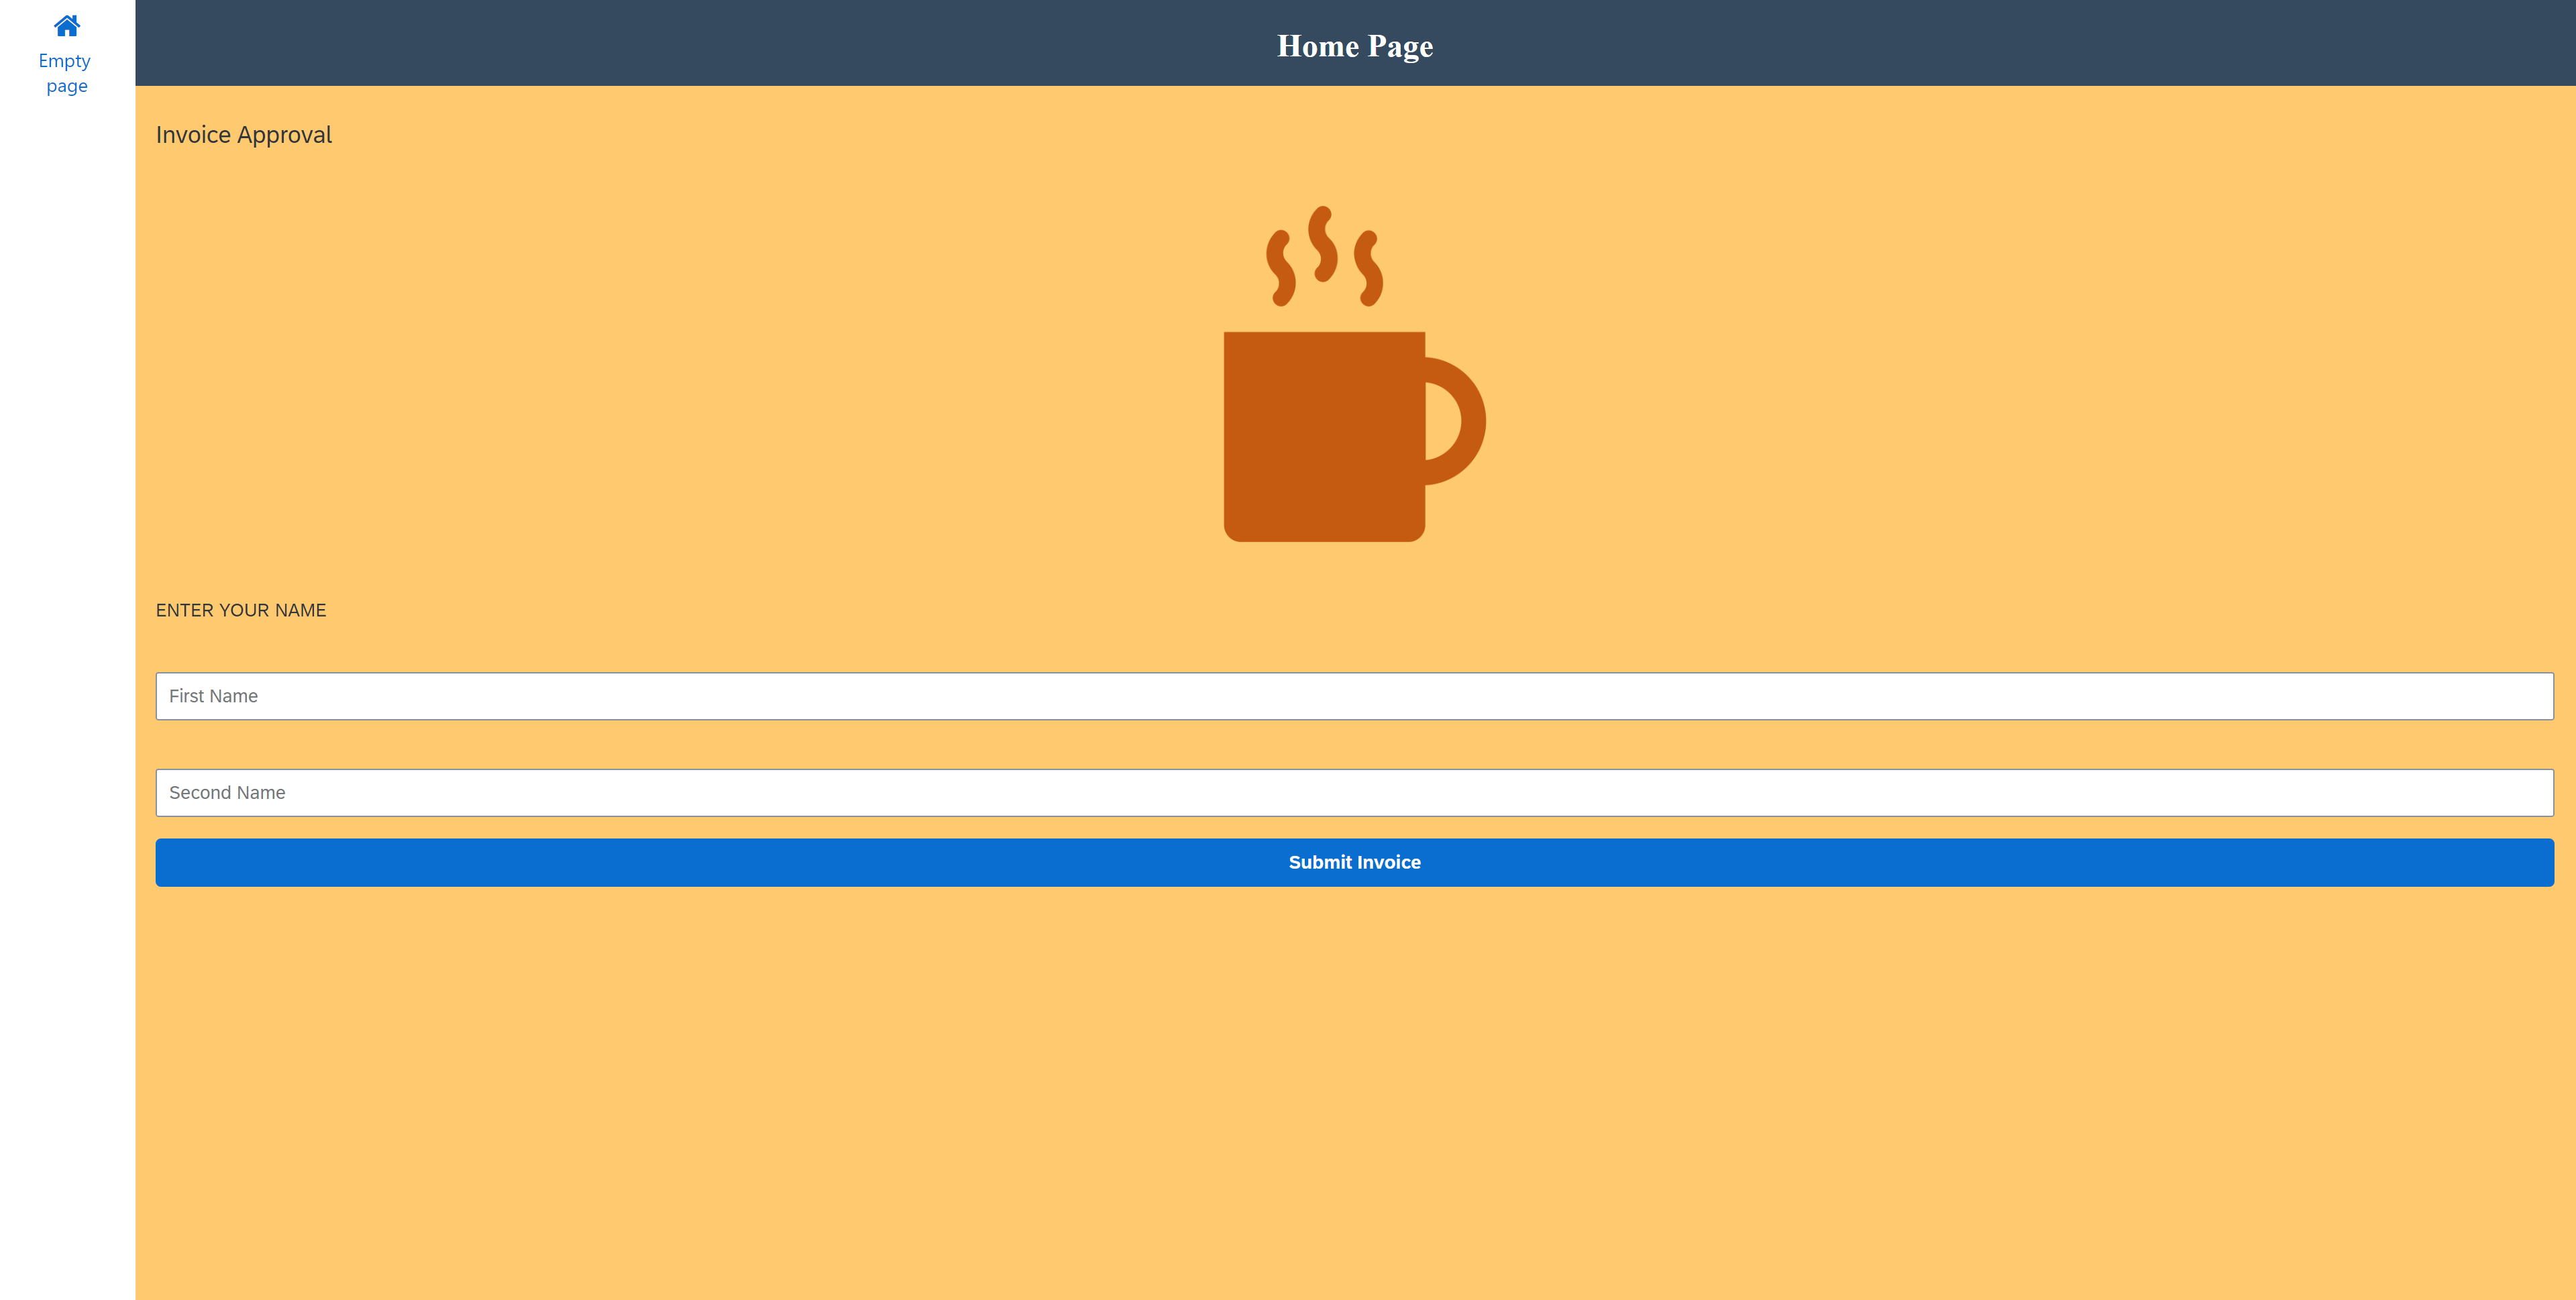 Empty
page
Home Page
Invoice Approval
ENTER YOUR NAME
First Name
Second Name
Submit Invoice